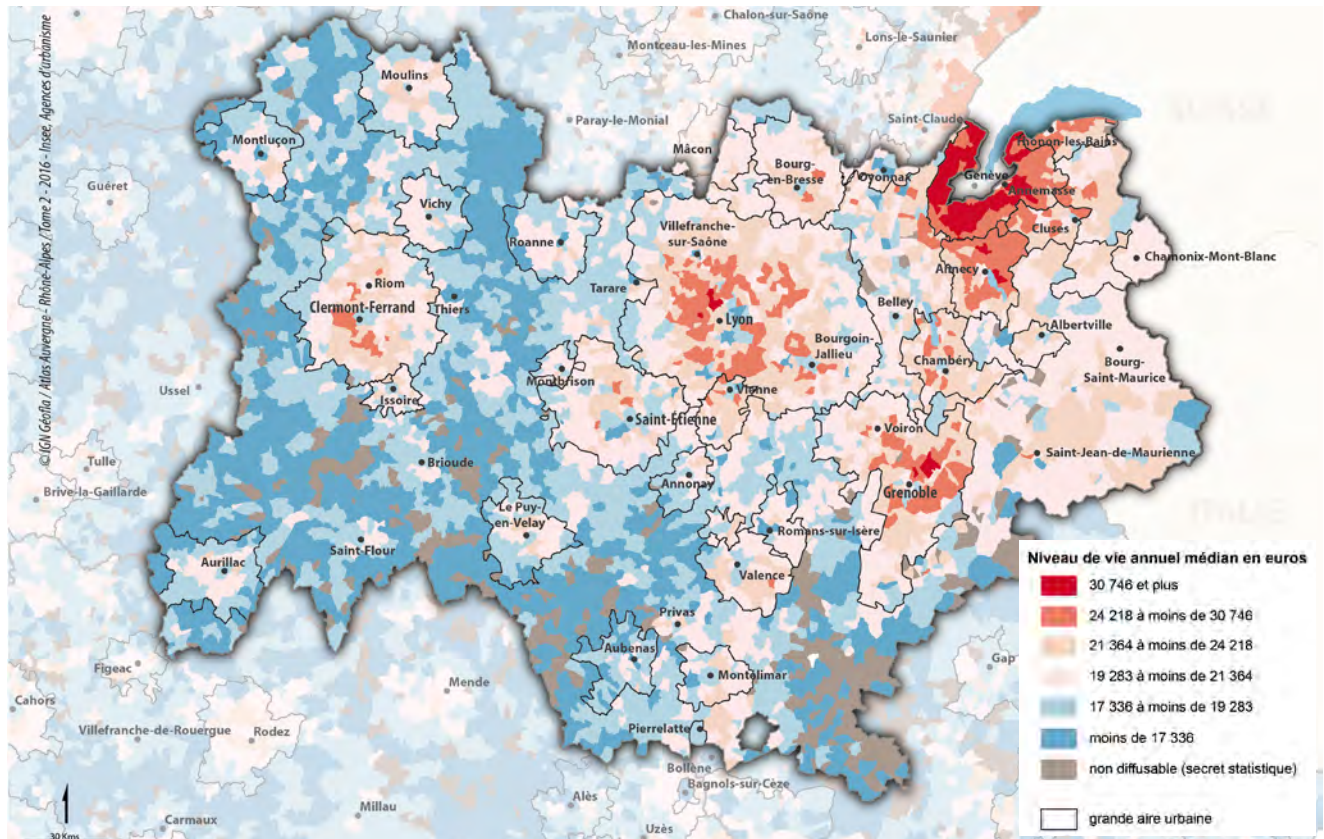 © IGN Géofla / Atlas Auvergne - Rhône-Alpes / Tome 2 - 2016 - Insee, Agences d'urbanisme
Chalon-sur-Saône
Lons-le-Saunier
Montceau-les-Mines
Moulins
SUISSE
Paray-le-Monial
Saint-Claude
Montluçon
Mâcon
Thonon-les-Bains
Bourg-
en-Bresse
Oyonnax
Genève
Guéret
Annemasse
Vichy
Villefranche-
sur-Saône
Cluses
Roanne
Chamonix-Mont-Blanc
Riom
Annecy
Tarare
Clermont-Ferrand
Thiers
Belley
Lyon
Albertville
Bourgoin-
Jallieu
Chambéry
Bourg-
Saint-Maurice
Ussel
Montbrison
Vienne
Issoire
Saint-Étienne
Voiron
Saint-Jean-de-Maurienne
Tulle
Brioude
Annonay
Grenoble
Brive-la-Gaillarde
Le Puy-
en-Velay
ITALIE
Romans-sur-Isère
Saint-Flour
Aurillac
Valence
Privas
Aubenas
Figeac
Gap
Montélimar
Mende
Cahors
Villefranche-de-Rouergue
Rodez
Pierrelatte
Bollène
Bagnols-sur-Cèze
Alès
Millau
Carmaux
Uzès
30 Kms
Niveau de vie annuel médian en euros
30 746 et plus
24 218 à moins de 30 746
21 364 à moins de 24 218
19 283 à moins de 21 364
17 336 à moins de 19 283
moins de 17 336
non diffusable (secret statistique)
grande aire urbaine